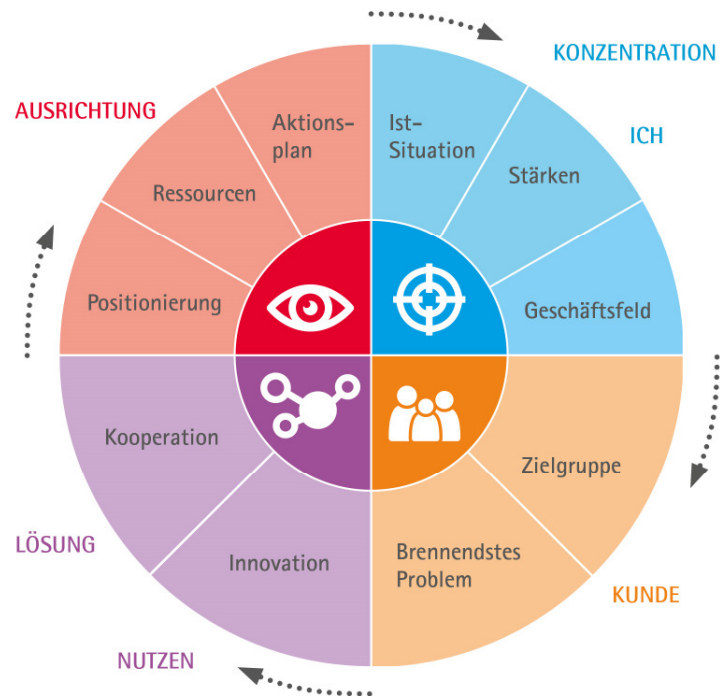 KONZENTRATION
ICH
Ist-
Situation
Stärken
Geschäftsfeld
Zielgruppe
KUNDE
Brennendstes
Problem
Innovation
NUTZEN
LÖSUNG
Kooperation
Positionierung
Ressourcen
AUSRICHTUNG
Aktions-
plan